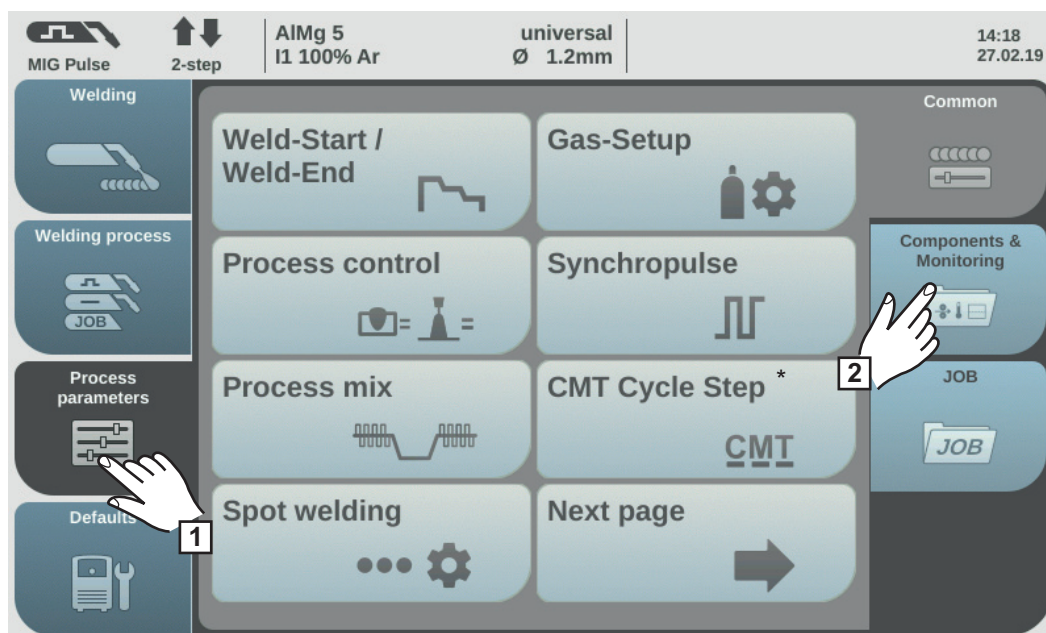 MIG Pulse
2-step
AlMg 5
I1 100% Ar
universal
Ø 1.2mm
14:18
27.02.19
Welding
Welding process
JOB
Process
parameters
Defaults
Weld-Start /
Weld-End
Gas-Setup
Process control
= =
Synchropulse
Process mix
CMT Cycle Step *
CMT
Spot welding
Next page
Common
Components &
Monitoring
JOB
JOB
1
2